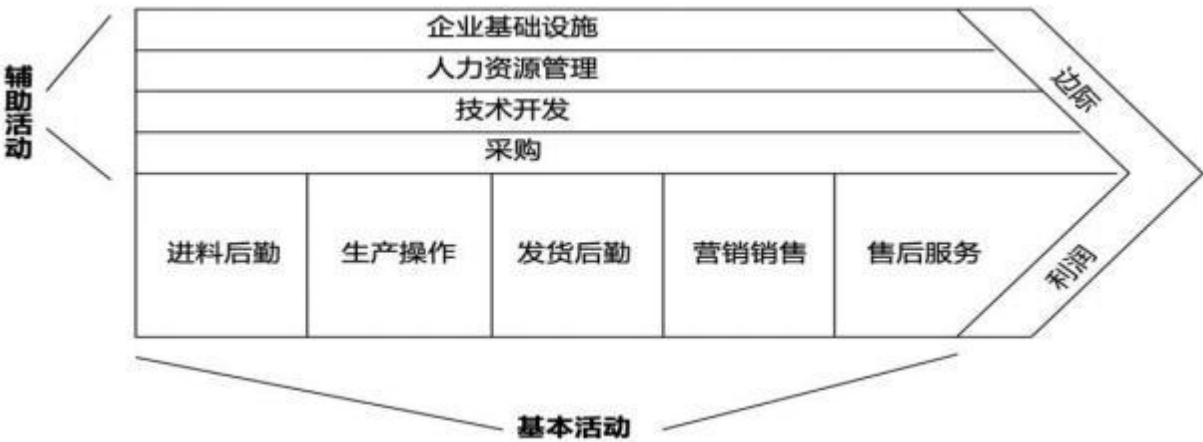 企业基础设施
人力资源管理
技术开发
采购
辅助活动
边际
利润
进料后勤
生产操作
发货后勤
营销销售
售后服务
基本活动